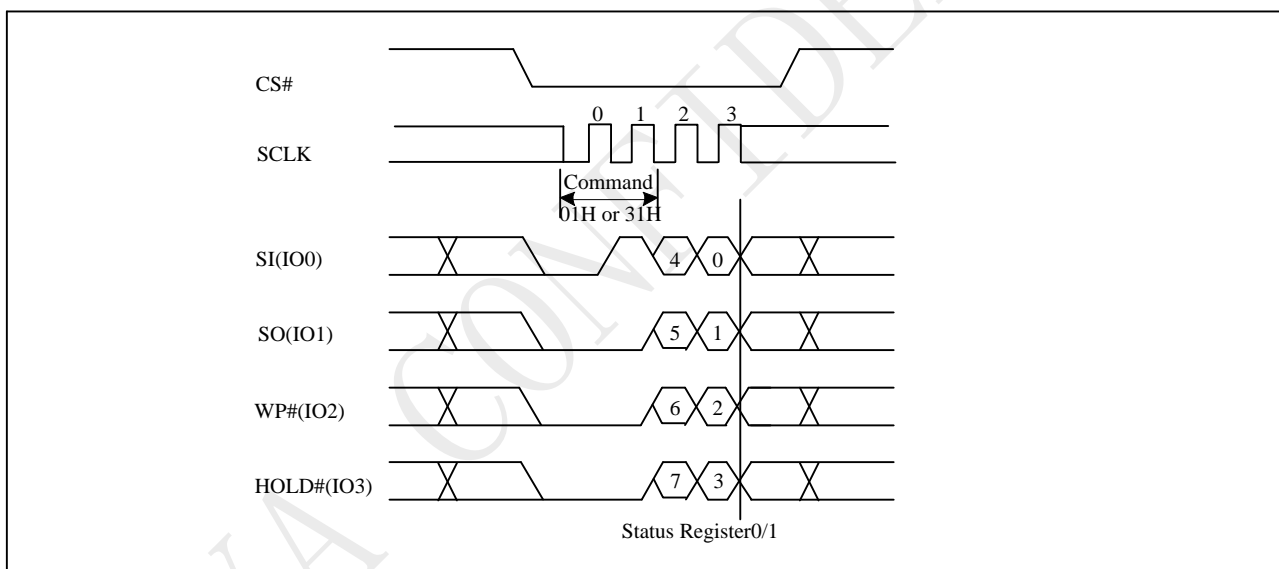 CS#
0 1 2 3
SCLK
Command
01H or 31H
SI(IO0) 4 0
SO(IO1) 5 1
WP#(IO2) 6 2
HOLD#(IO3) 7 3
Status Register0/1